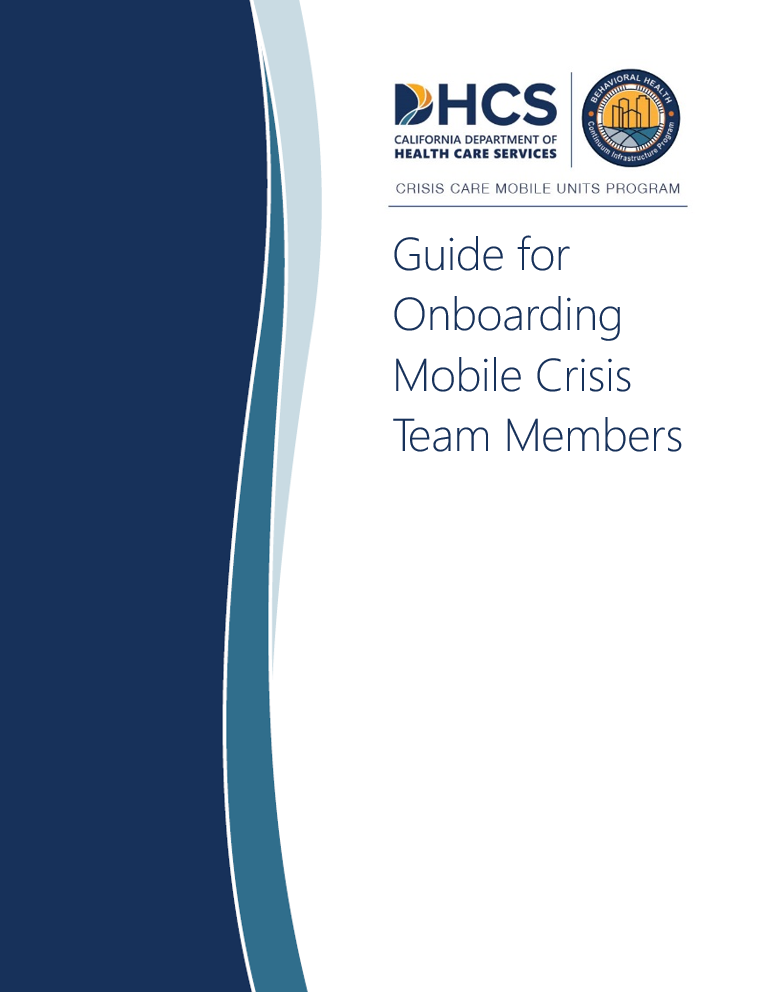 DHCS
CALIFORNIA DEPARTMENT OF
HEALTH CARE SERVICES
BEHAVIORAL HEALTH
Continuum Infrastructure Program
CRISIS CARE MOBILE UNITS PROGRAM
Guide for
Onboarding
Mobile Crisis
Team Members